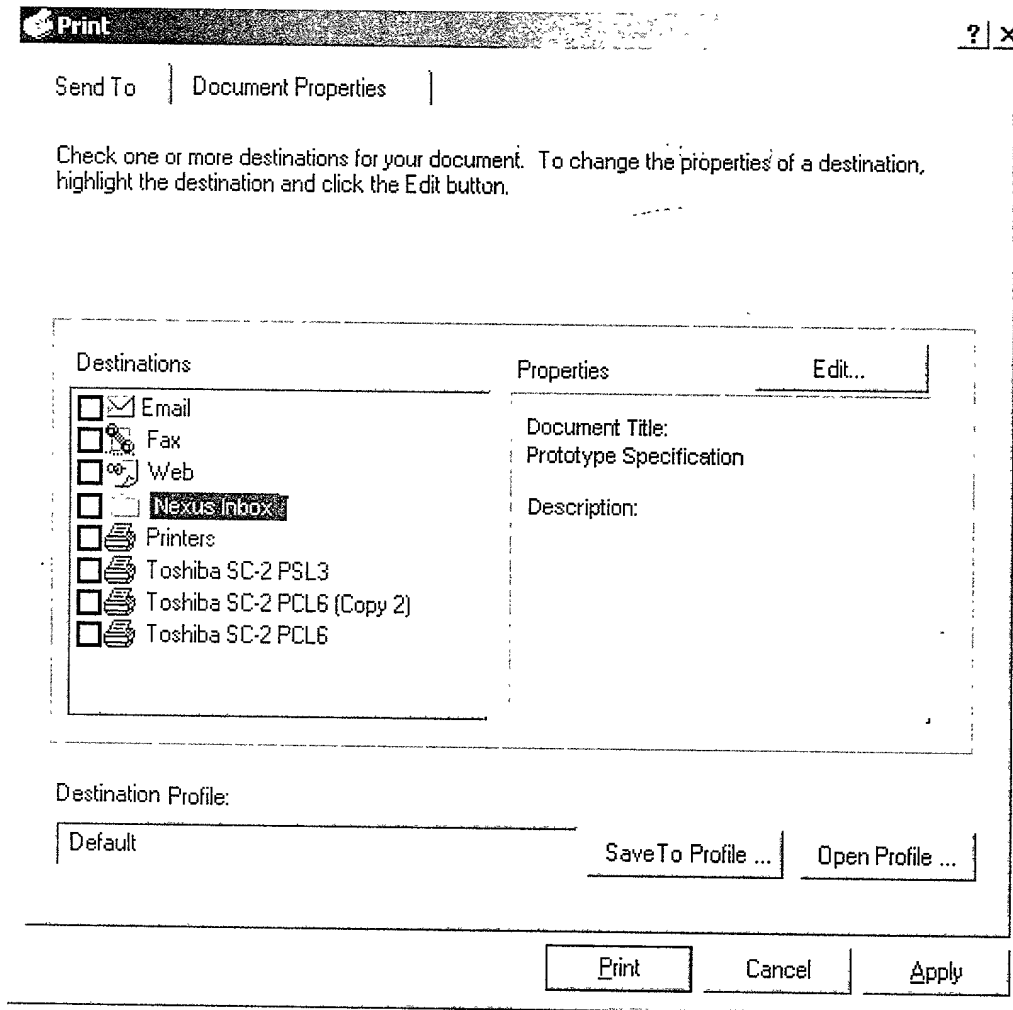 Print
? ×
Send To
Document Properties
Check one or more destinations for your document. To change the properties of a destination,
highlight the destination and click the Edit button.
Destinations
Properties
Edit...
Email
Fax
Web
Nexus Inbox
Printers
Toshiba SC-2 PSL3
Toshiba SC-2 PCL6 (Copy 2)
Toshiba SC-2 PCL6
Document Title:
Prototype Specification
Description:
Destination Profile:
Default
SaveTo Profile ...
Open Profile ...
Print
Cancel
Apply